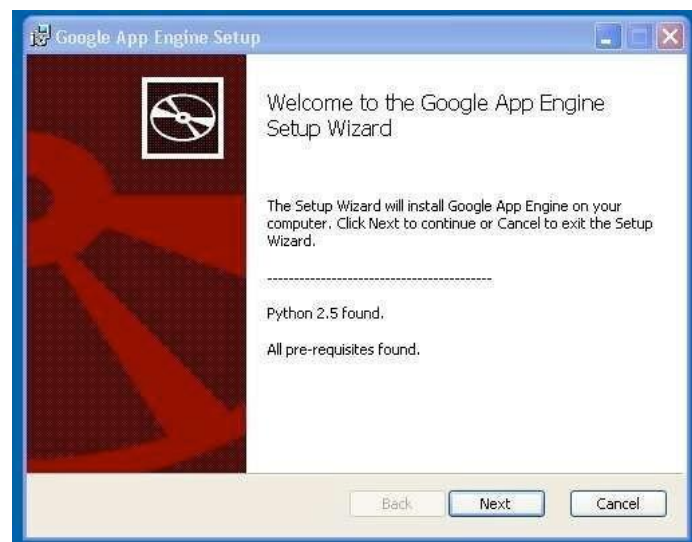 Google App Engine Setup
Welcome to the Google App Engine
Setup Wizard
The Setup Wizard will install Google App Engine on your
computer. Click Next to continue or Cancel to exit the Setup
Wizard.
------------------------------------------
Python 2.5 found.
All pre-requisites found.
Back Next Cancel